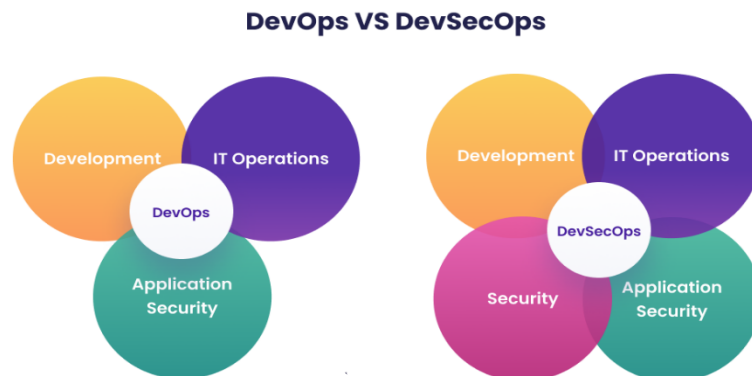 DevOps VS DevSecOps
Development
IT Operations
DevOps
Application
Security
Development
IT Operations
DevSecOps
Security
Application
Security